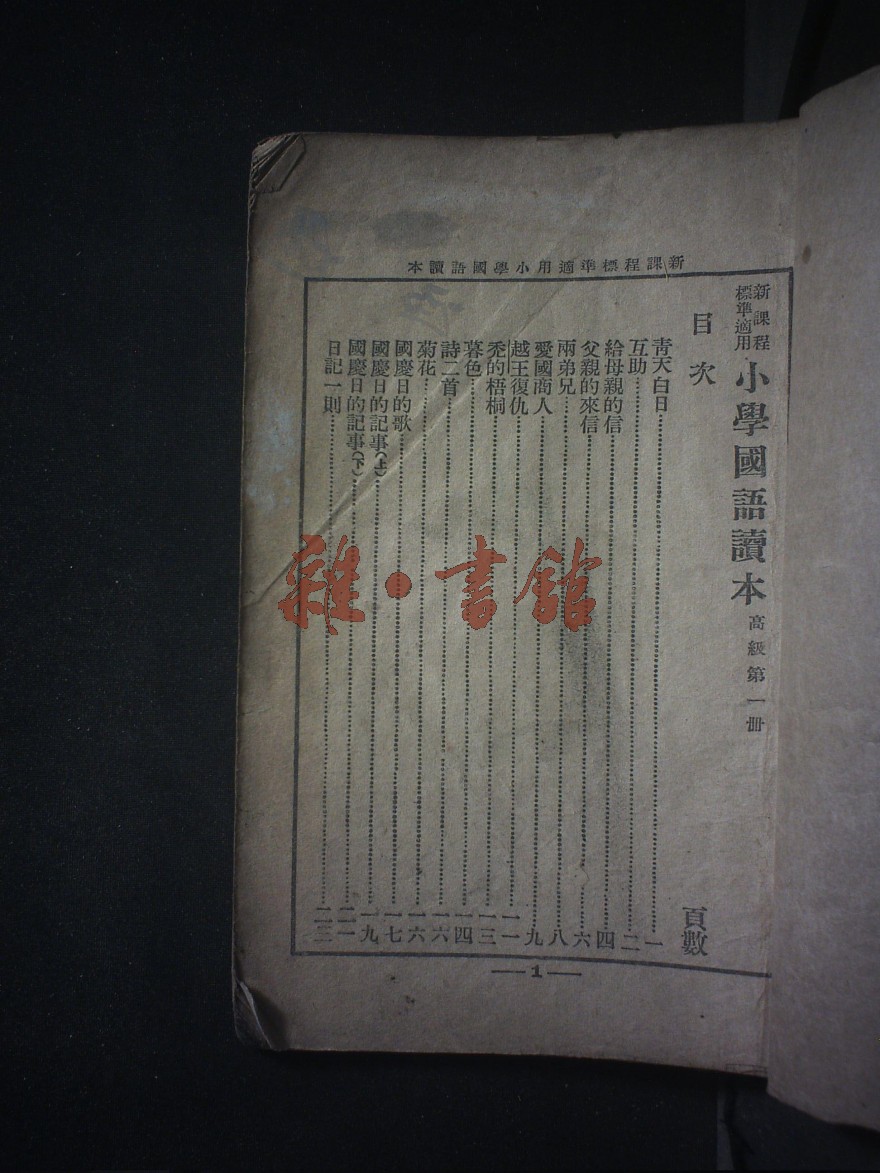 新課程標準適用小學國語讀本
新課程
標準適用
小學國語讀本 高級第一冊
目次 頁數
青天白日……一
互助……二
給母親的信……四
父親的來信……六
兩弟兄……八
愛國商人……九
越王復仇……一一
禿的梧桐……一三
暮色……一四
詩二首……一六
菊花……一六
國慶日的歌……一七
國慶日的記事(上)……一九
國慶日的記事(下)……二一
日記一則……二三
—1—
雜·書館